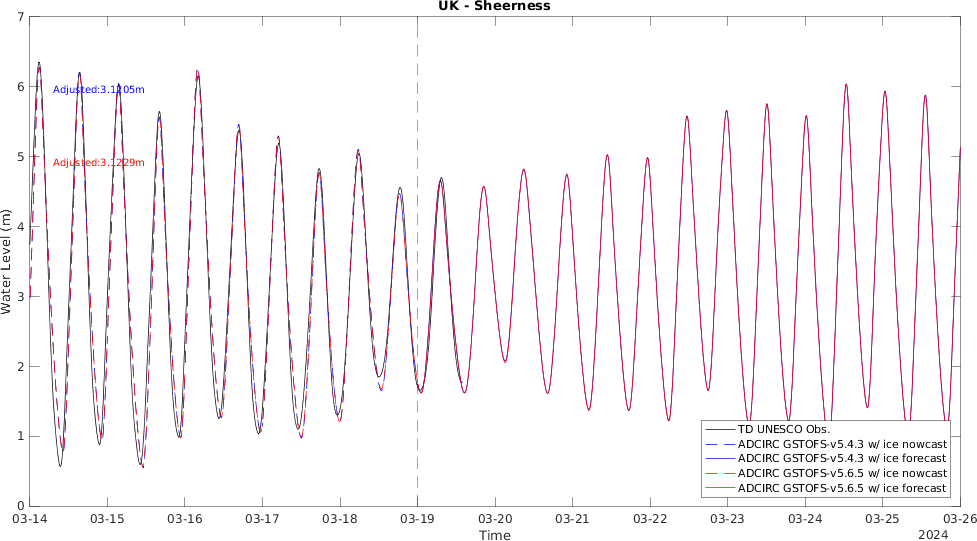 UK - Sheerness
7
6
5
4
3
2
1
0
Water Level (m)
Adjusted:3.1205m
Adjusted:3.1229m
TD UNESCO Obs.
ADCIRC GSTOFS-v5.4.3 w/ ice nowcast
ADCIRC GSTOFS-v5.4.3 w/ ice forecast
ADCIRC GSTOFS-v5.6.5 w/ ice nowcast
ADCIRC GSTOFS-v5.6.5 w/ ice forecast
03-14 03-15 03-16 03-17 03-18 03-19 03-20 03-21 03-22 03-23 03-24 03-25 03-26
Time
2024